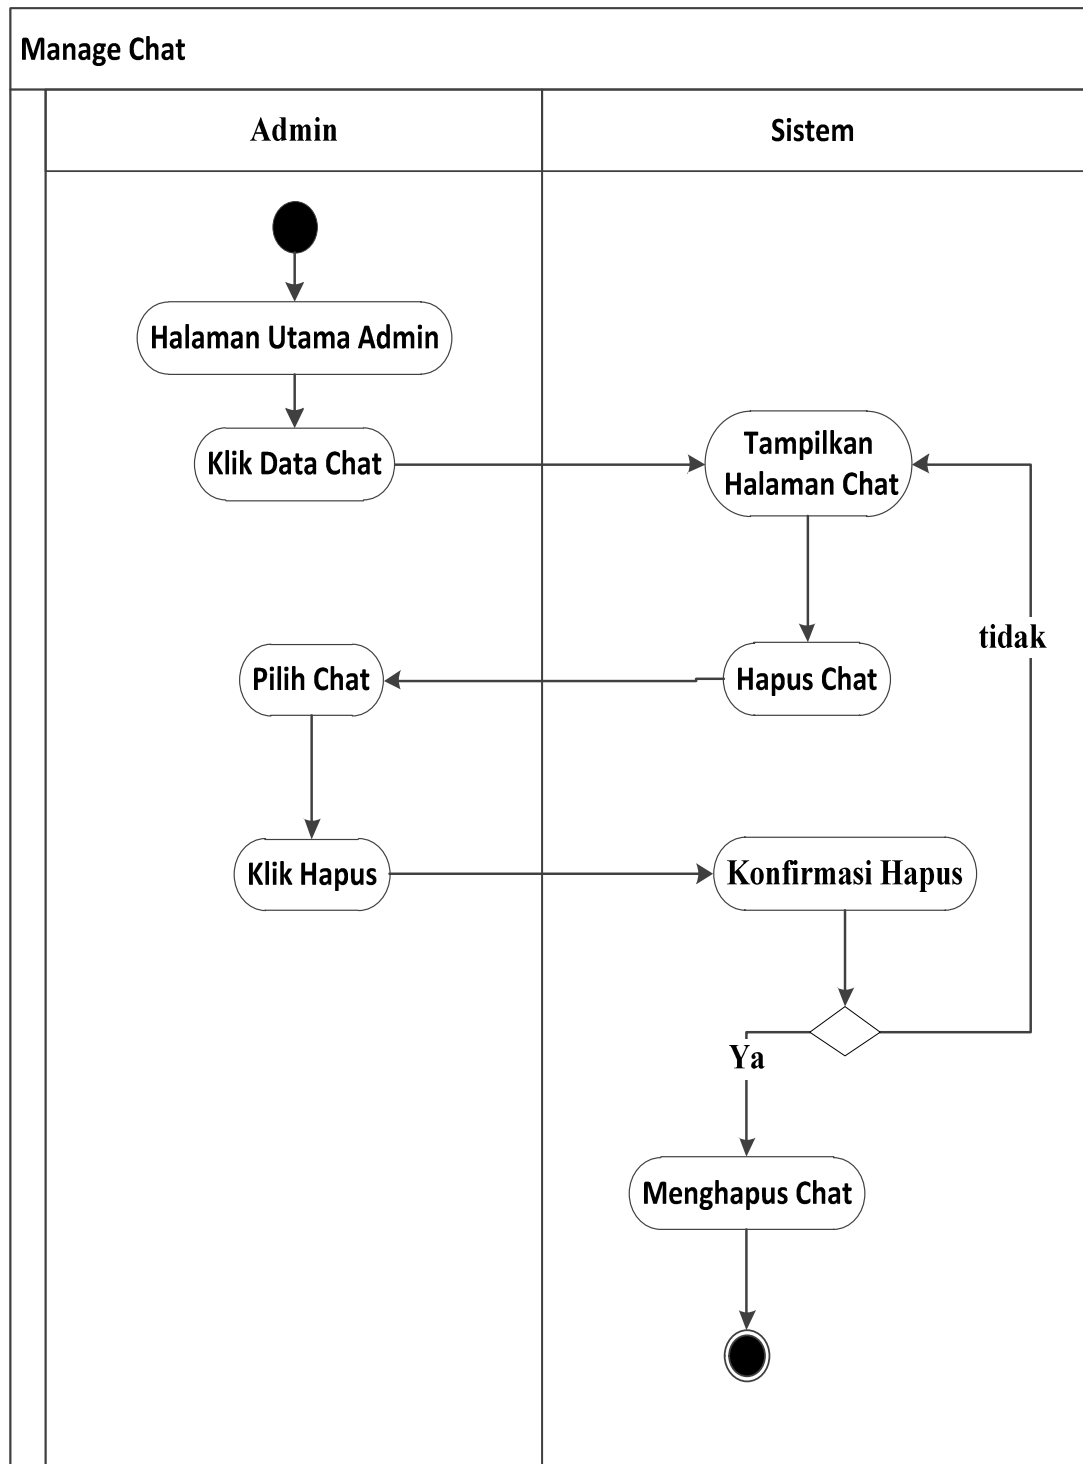 Manage Chat
Admin
Sistem
Halaman Utama Admin
Klik Data Chat
Tampilkan
Halaman Chat
tidak
Pilih Chat
Hapus Chat
Klik Hapus
Konfirmasi Hapus
Ya
Menghapus Chat